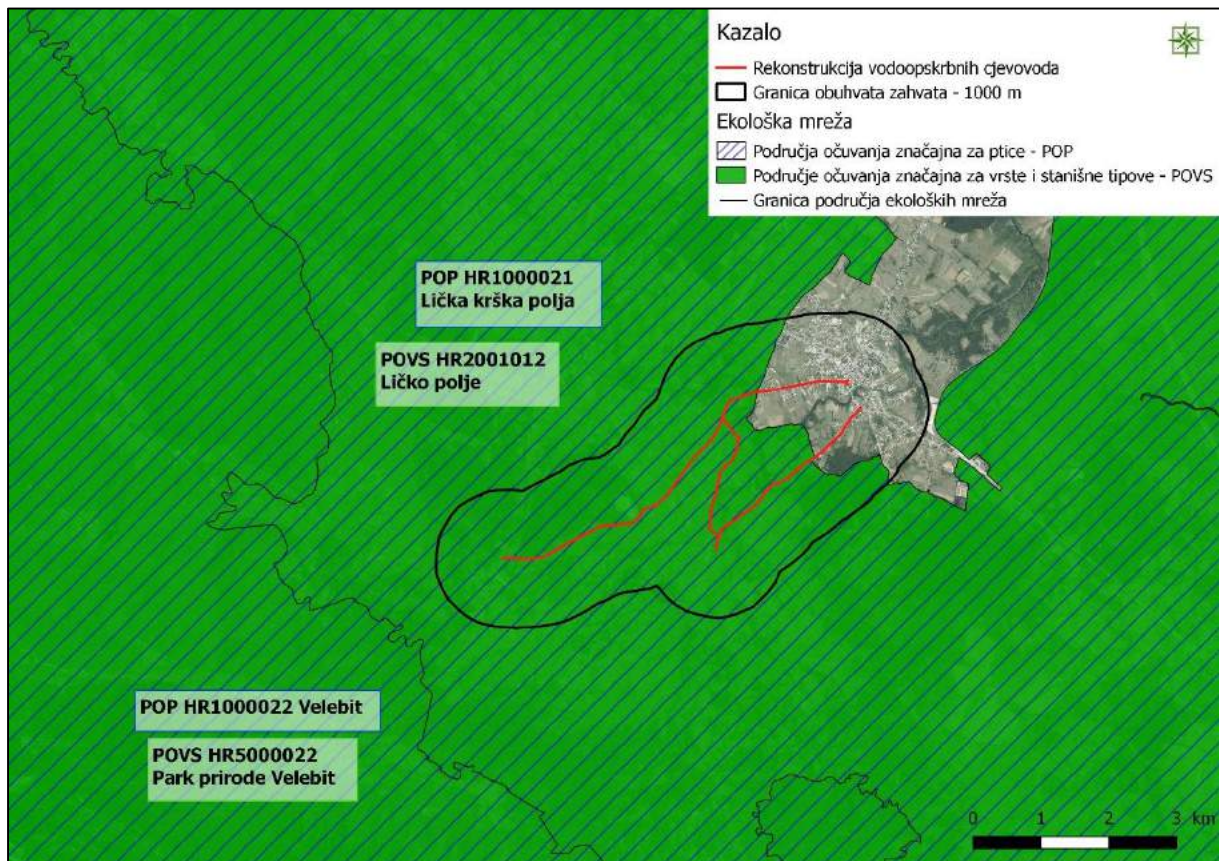 Kazalo
Rekonstrukcija vodoopskrbnih cjevovoda
Granica obuhvata zahvata - 1000 m
Ekološka mreža
Područja očuvanja značajna za ptice - POP
Područje očuvanja značajna za vrste i stanišne tipove - POVS
Granica područja ekoloških mreža
POP HR1000021
Lička krška polja
POVS HR2001012
Ličko polje
POP HR1000022 Velebit
POVS HR5000022
Park prirode Velebit
0 1 2 3 km